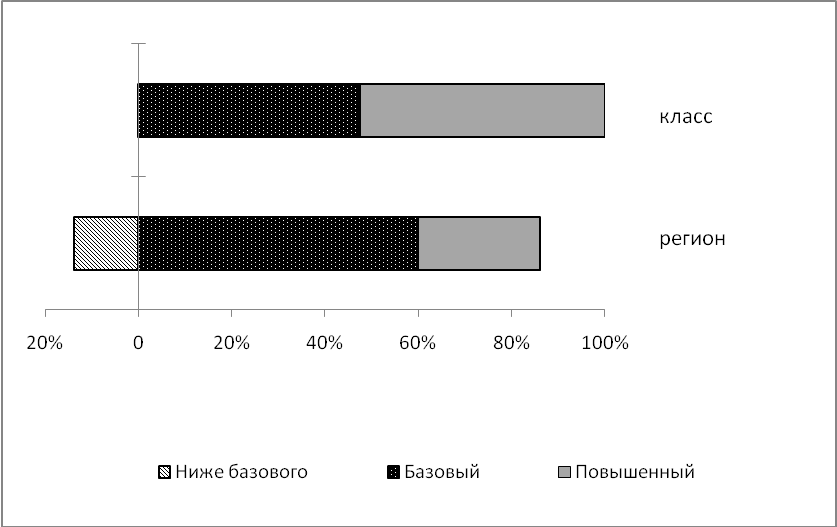 класс
регион
20% 0 20% 40% 60% 80% 100%
Ниже базового Базовый Повышенный